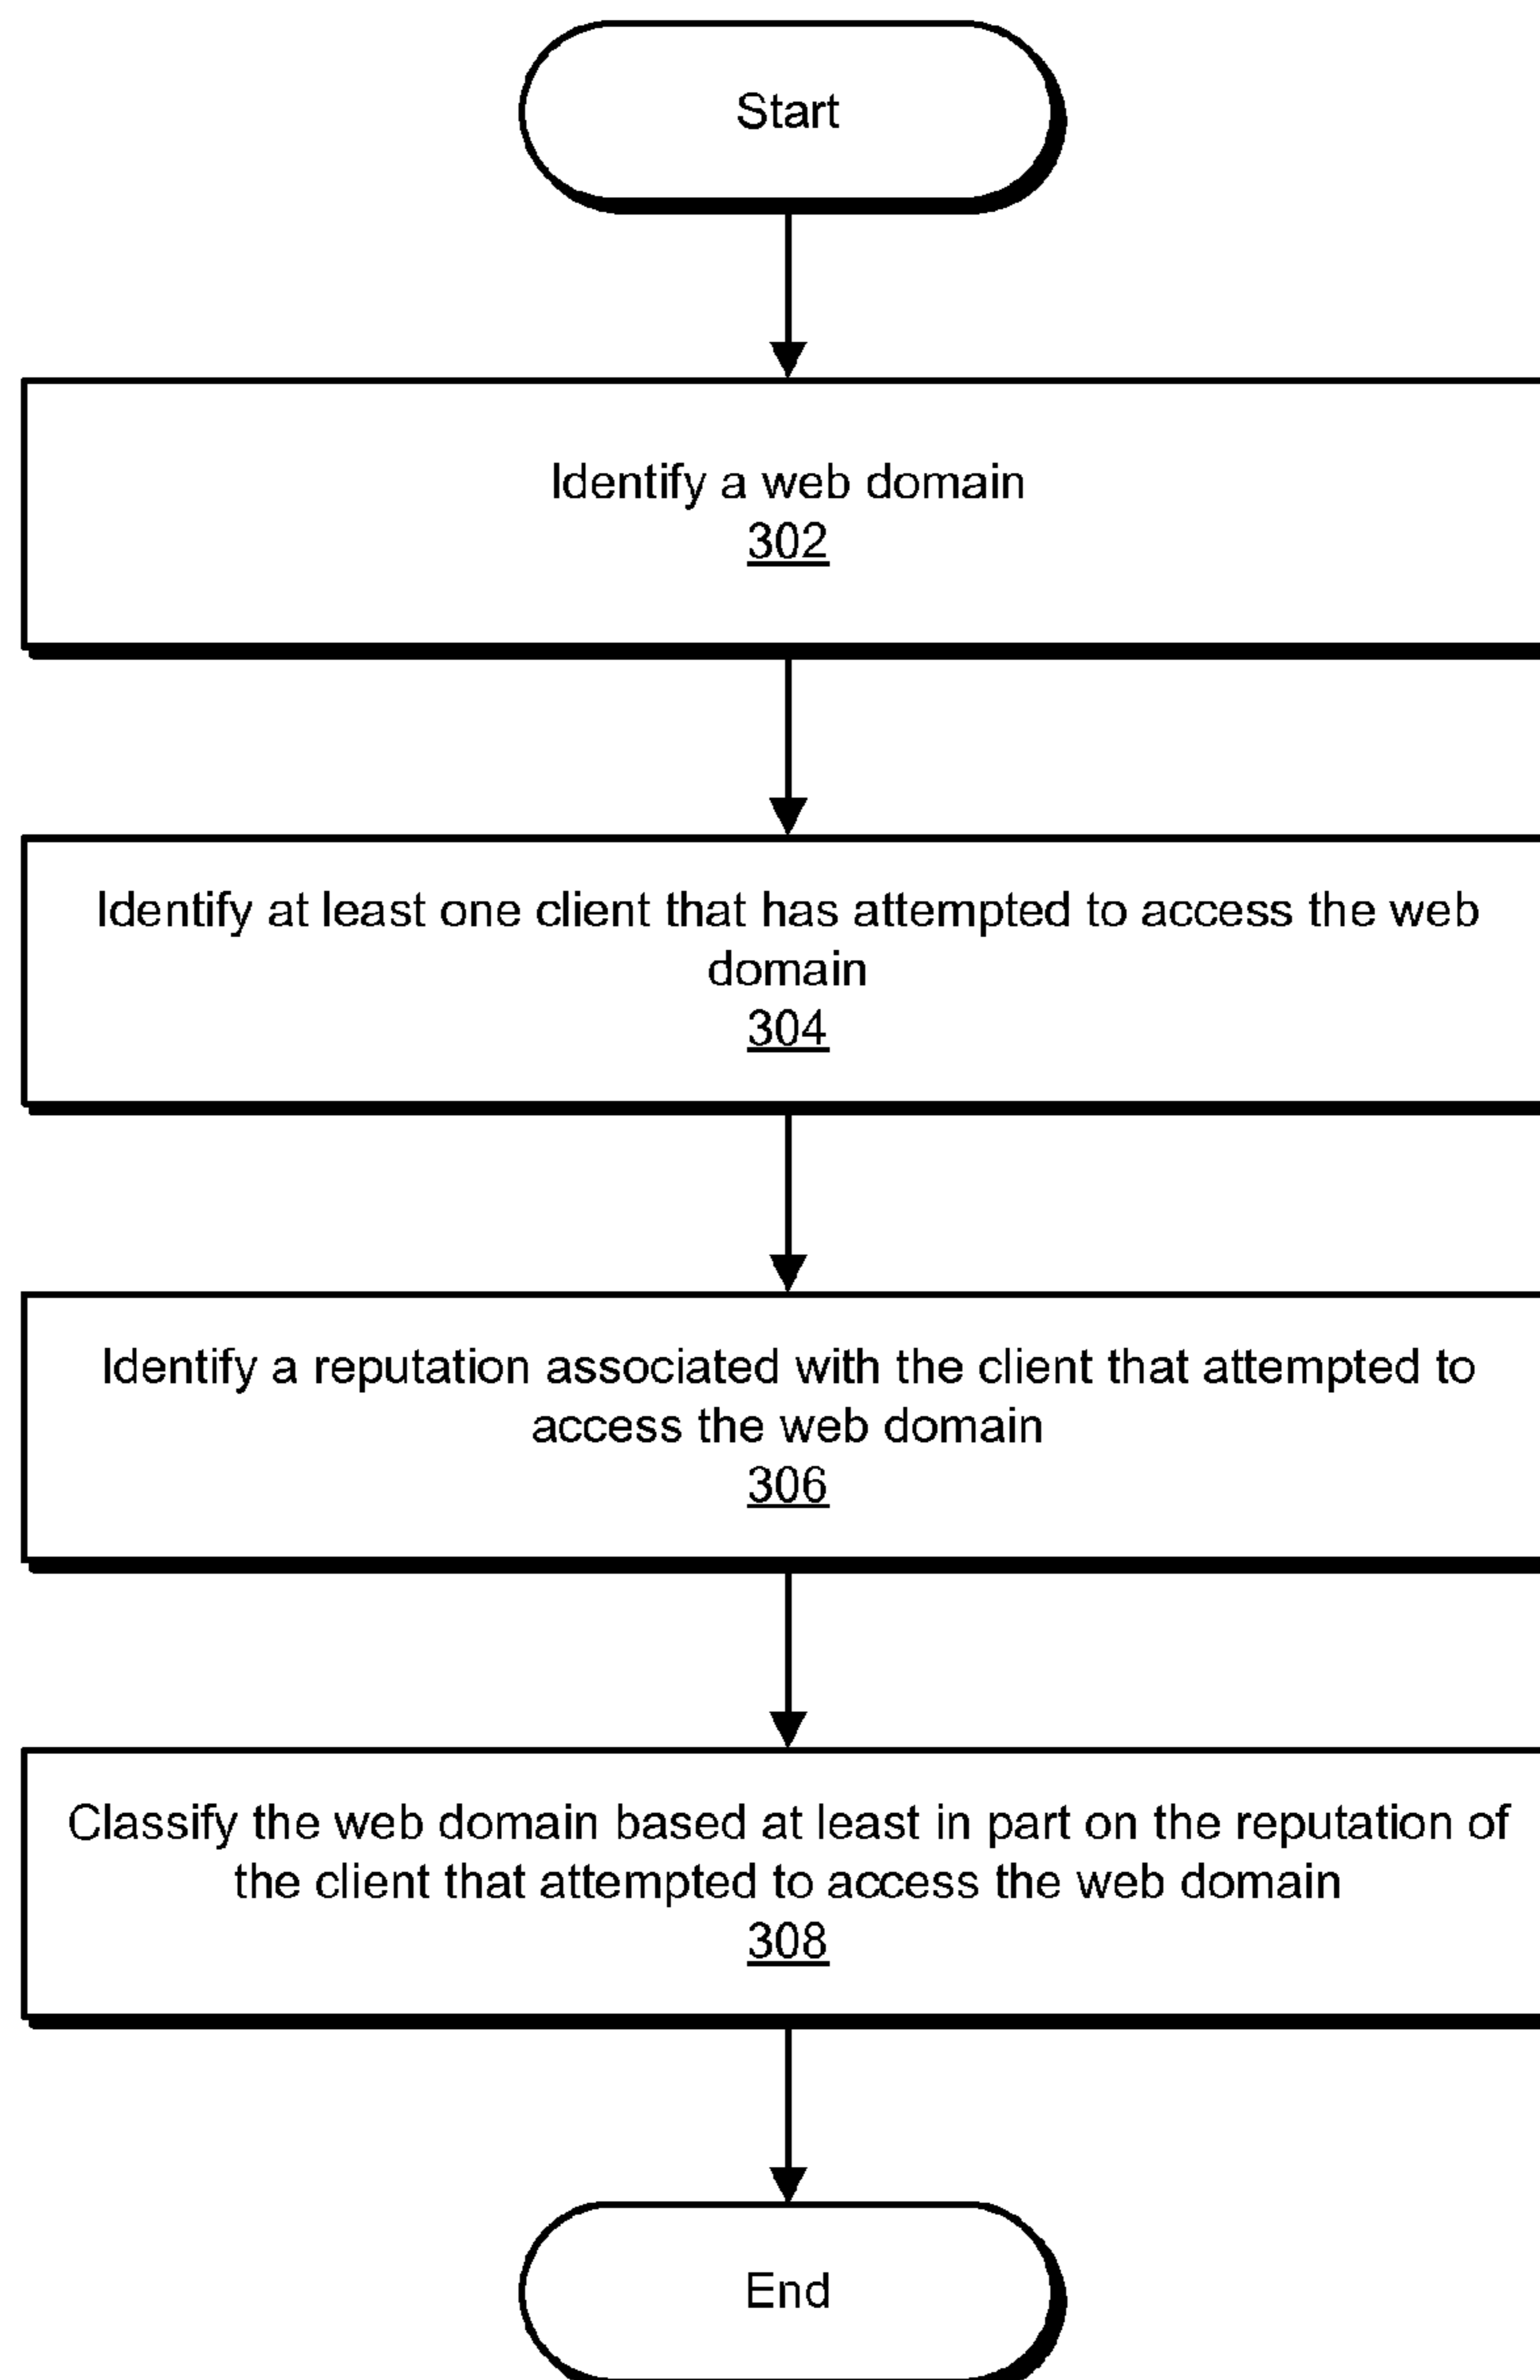 Start
Identify a web domain
302
Identify at least one client that has attempted to access the web
domain
304
Identify a reputation associated with the client that attempted to
access the web domain
306
Classify the web domain based at least in part on the reputation of
the client that attempted to access the web domain
308
End